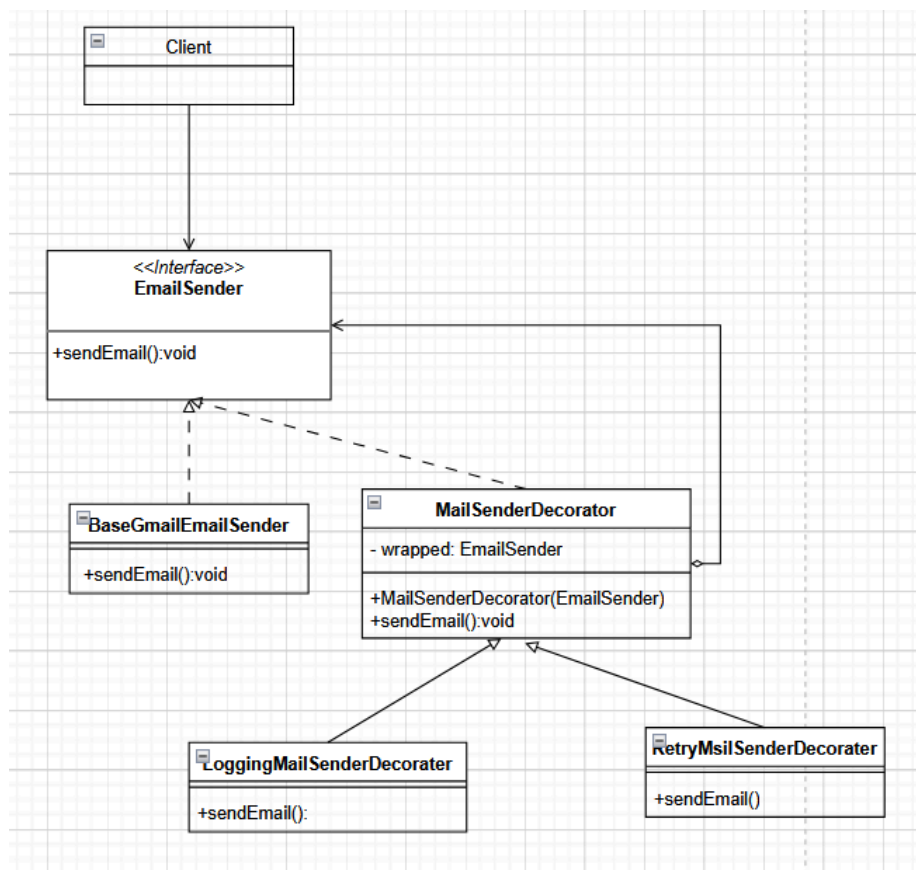 Client
<<Interface>>
EmailSender
+sendEmail():void
BaseGmailEmailSender
+sendEmail():void
MailSenderDecorator
- wrapped: EmailSender
+MailSenderDecorator(EmailSender)
+sendEmail():void
LoggingMailSenderDecorater
+sendEmail():
RetryMsilSenderDecorater
+sendEmail()